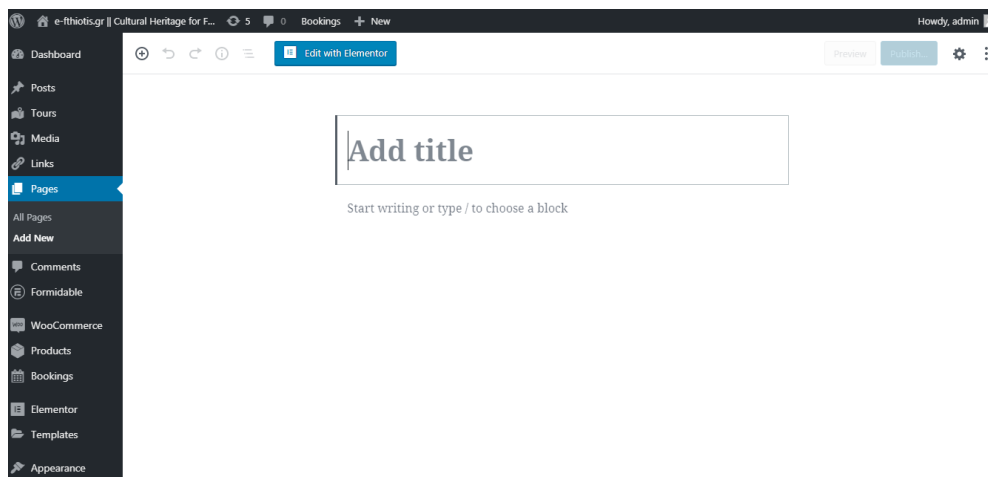 e-fthiotis.gr || Cultural Heritage for F... 5 0 Bookings + New Howdy, admin
Dashboard
Edit with Elementor
Preview
Publish...
Posts
Tours
Media
Links
Pages
All Pages
Add New
Comments
Formidable
WooCommerce
Products
Bookings
Elementor
Templates
Appearance
Add title
Start writing or type / to choose a block